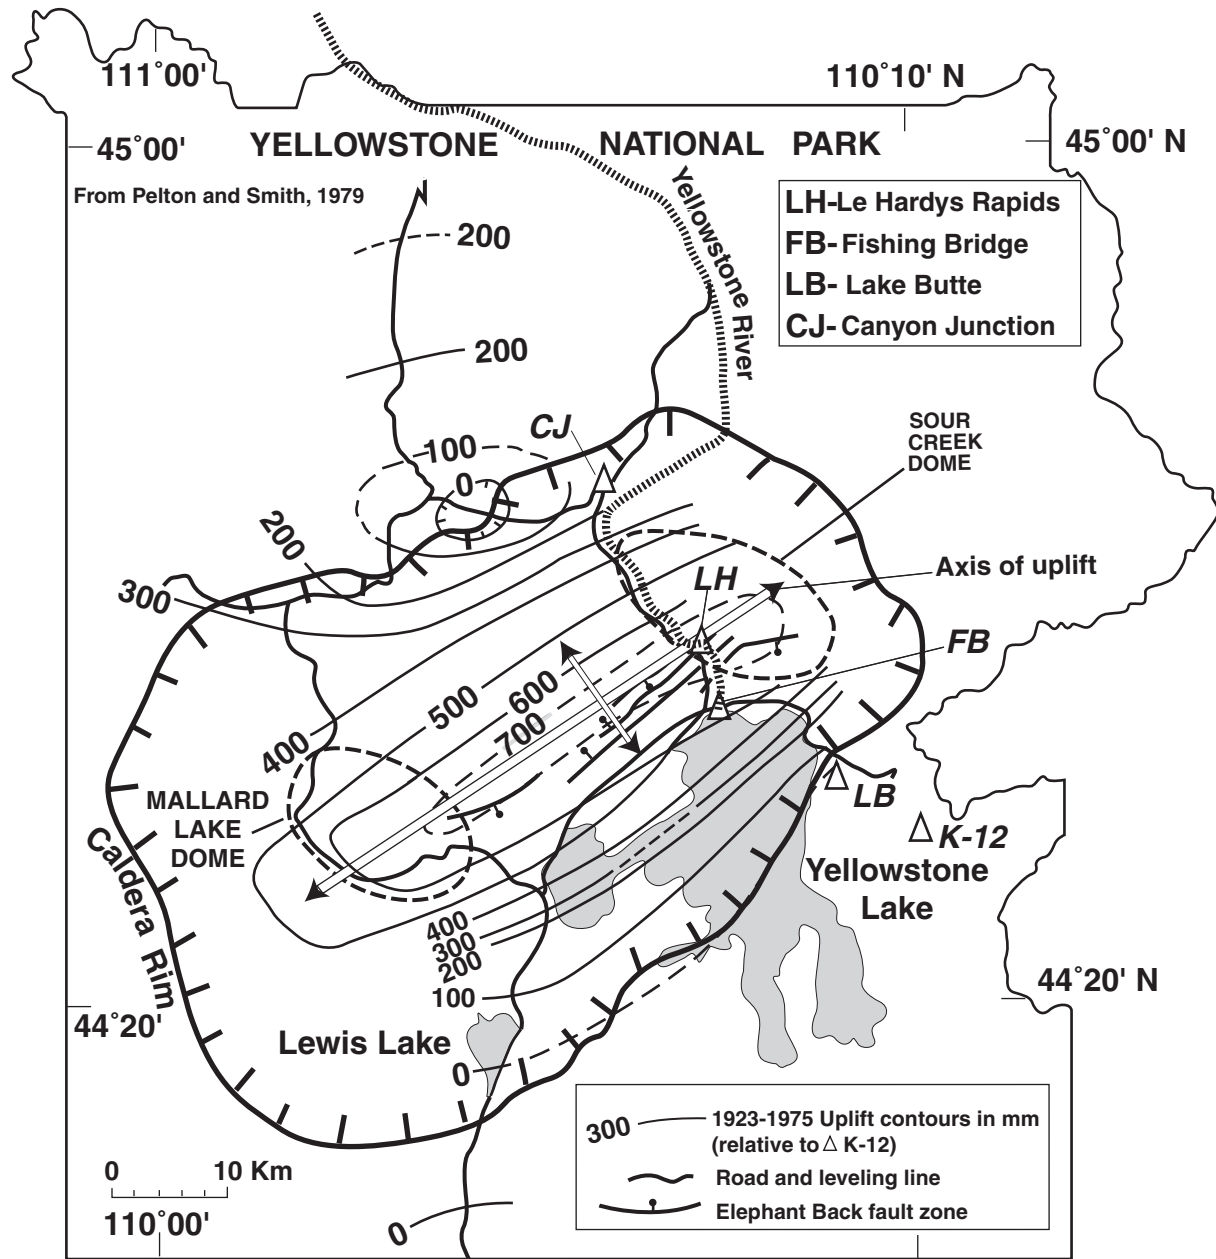 111°00'
110°10' N
45°00'
YELLOWSTONE NATIONAL PARK
45°00' N
From Pelton and Smith, 1979
LH-Le Hardys Rapids
FB- Fishing Bridge
LB- Lake Butte
CJ- Canyon Junction
Yellowstone River
200
200
CJ
100
0
SOUR
CREEK
DOME
200
300
LH
Axis of uplift
FB
600
500
700
400
MALLARD
LAKE
DOME
LB
K-12
Caldera Rim
Yellowstone
Lake
400
300
200
100
44°20' N
44°20'
Lewis Lake
0
300
1923-1975 Uplift contours in mm
(relative to △ K-12)
Road and leveling line
Elephant Back fault zone
0 10 Km
110°00'
0